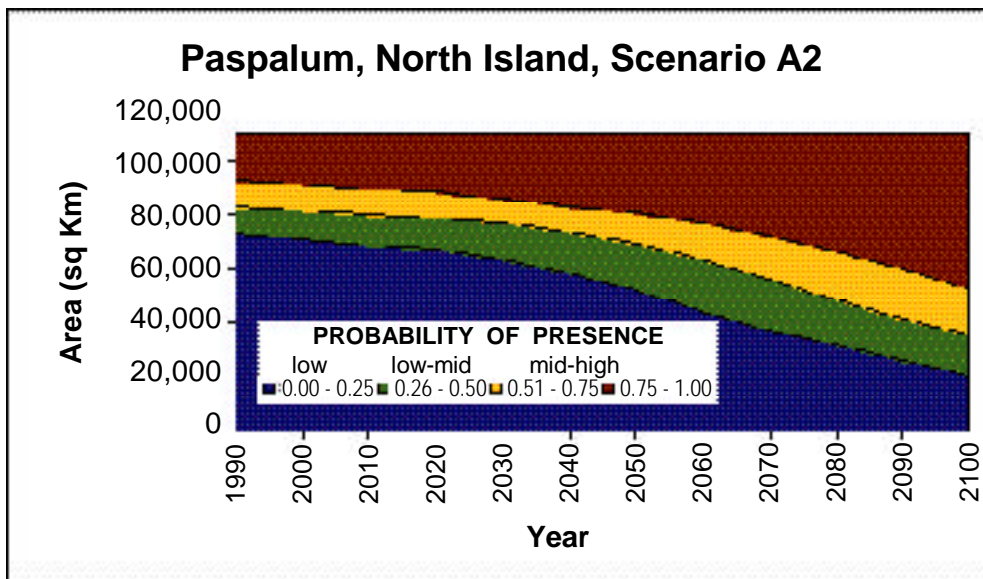 Paspalum, North Island, Scenario A2
120,000
100,000
80,000
60,000
40,000
20,000
0
Area (sq Km)
PROBABILITY OF PRESENCE
low low-mid mid-high
0.00 - 0.25 0.26 - 0.50 0.51 - 0.75 0.75 - 1.00
1990 2000 2010 2020 2030 2040 2050 2060 2070 2080 2090 2100
Year